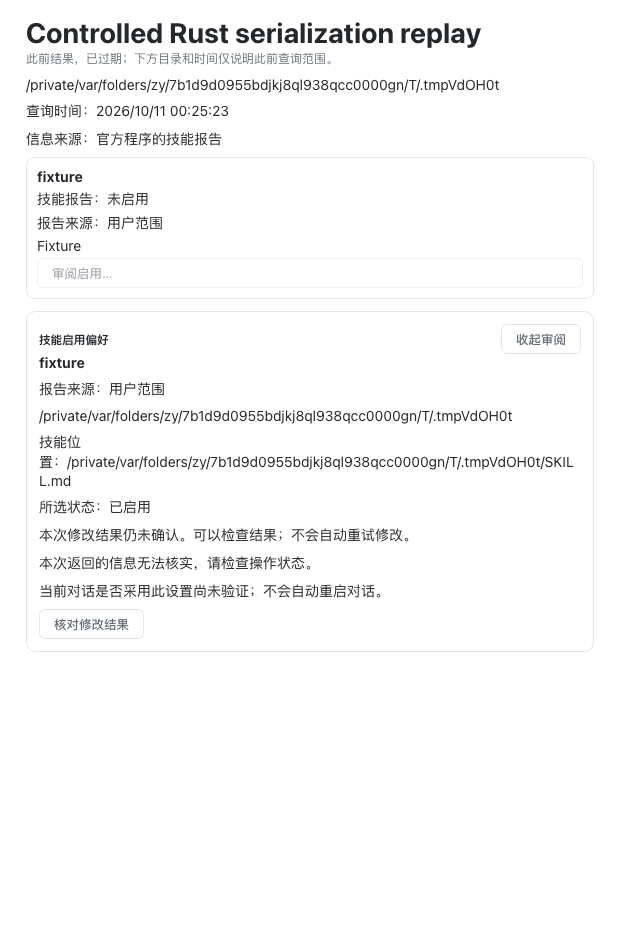 Controlled Rust serialization replay
此前结果，已过期；下方目录和时间仅说明此前查询范围。
/private/var/folders/zy/7b1d9d0955bdjkj8ql938qcc0000gn/T/.tmpVdOH0t
查询时间：2026/10/11 00:25:23
信息来源：官方程序的技能报告
fixture
技能报告：未启用
报告来源：用户范围
Fixture
审阅启用…
技能启用偏好
收起审阅
fixture
报告来源：用户范围
/private/var/folders/zy/7b1d9d0955bdjkj8ql938qcc0000gn/T/.tmpVdOH0t
技能位
置：/private/var/folders/zy/7b1d9d0955bdjkj8ql938qcc0000gn/T/.tmpVdOH0t/SKIL
L.md
所选状态：已启用
本次修改结果仍未确认。可以检查结果；不会自动重试修改。
本次返回的信息无法核实，请检查操作状态。
当前对话是否采用此设置尚未验证；不会自动重启对话。
核对修改结果